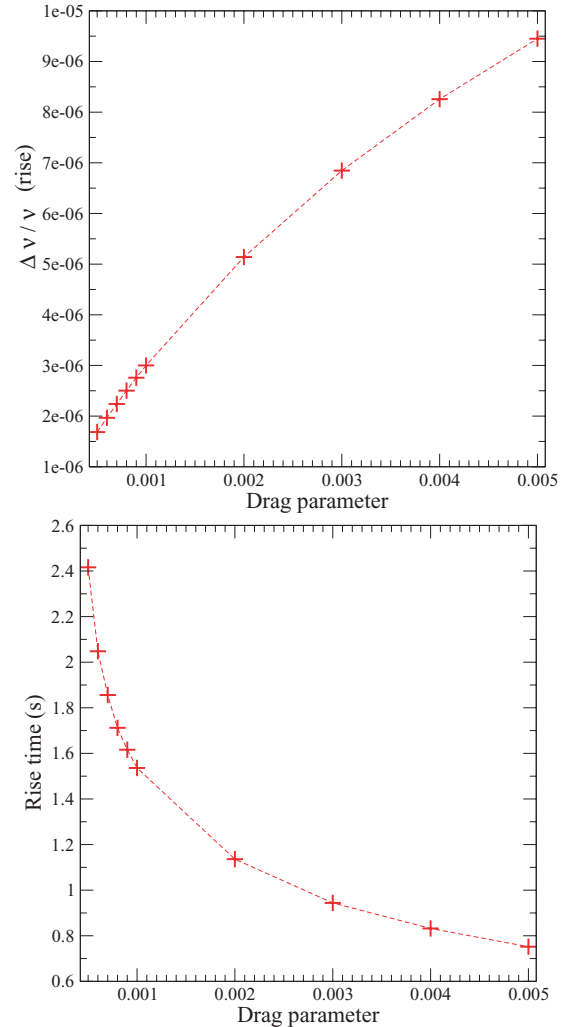 1e-05
9e-06
8e-06
7e-06
6e-06
5e-06
4e-06
3e-06
2e-06
1e-06
Δ ν / ν (rise)
0.001 0.002 0.003 0.004 0.005
Drag parameter
2.6
2.4
2.2
2
1.8
1.6
1.4
1.2
1
0.8
0.6
Rise time (s)
0.001 0.002 0.003 0.004 0.005
Drag parameter